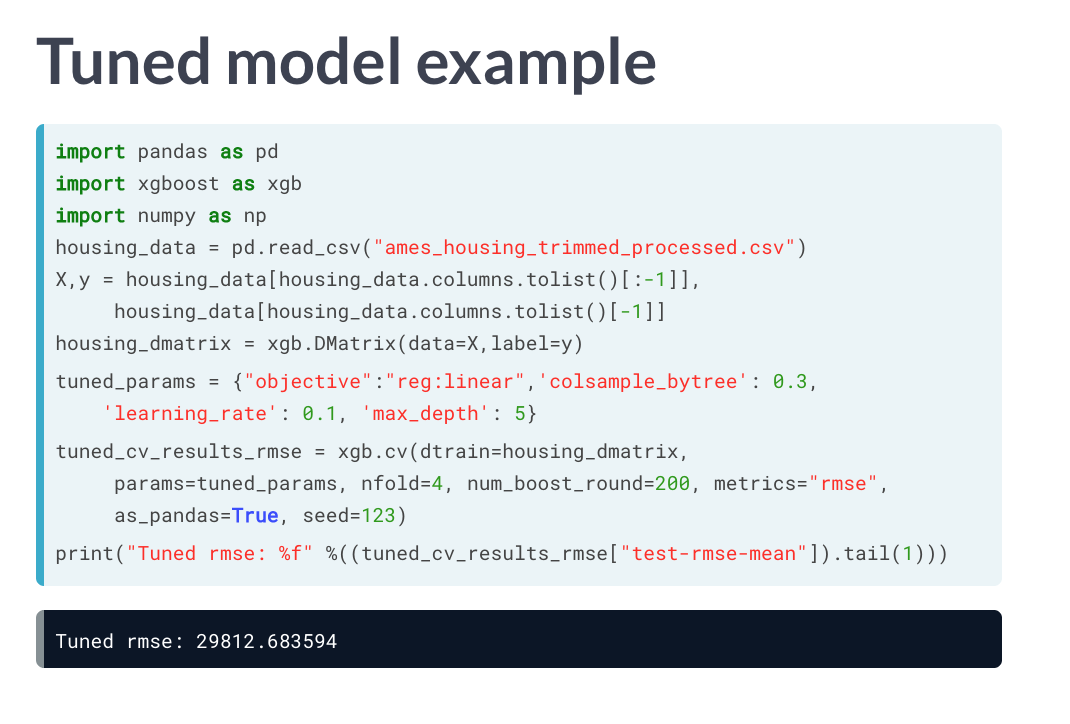 Tuned model example
import pandas as pd
import xgboost as xgb
import numpy as np
housing_data = pd.read_csv("ames_housing_trimmed_processed.csv")
X,y = housing_data[housing_data.columns.tolist()[:-1]],
     housing_data[housing_data.columns.tolist()[-1]]
housing_dmatrix = xgb.DMatrix(data=X,label=y)
tuned_params = {"objective":"reg:linear",'colsample_bytree': 0.3,
    'learning_rate': 0.1, 'max_depth': 5}
tuned_cv_results_rmse = xgb.cv(dtrain=housing_dmatrix,
     params=tuned_params, nfold=4, num_boost_round=200, metrics="rmse",
     as_pandas=True, seed=123)
print("Tuned rmse: %f" %((tuned_cv_results_rmse["test-rmse-mean"]).tail(1)))
Tuned rmse: 29812.683594